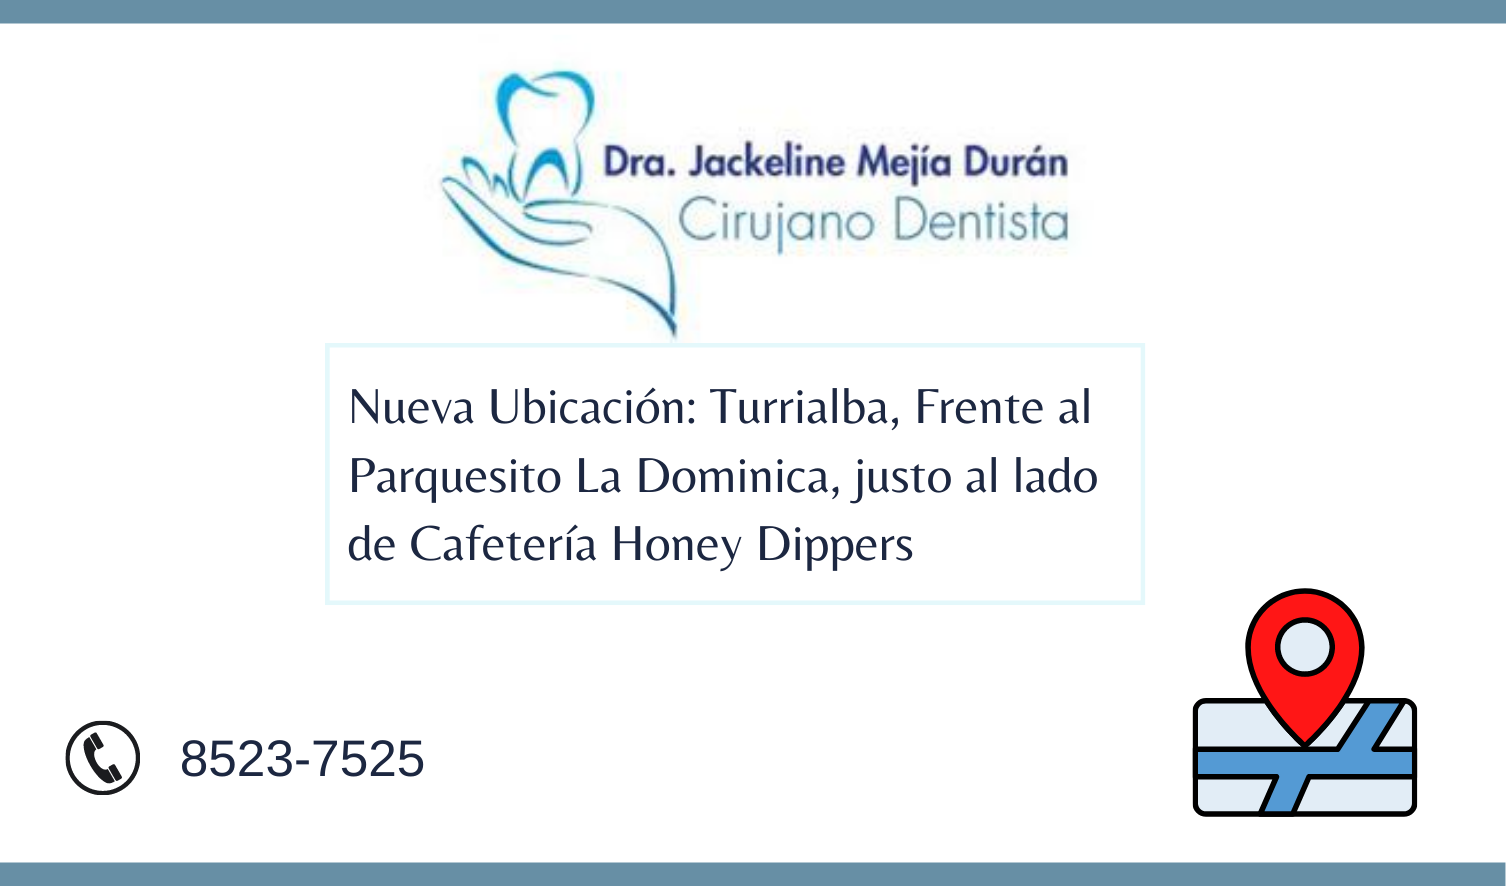 Dra. Jackeline Mejía Durán
Cirujano Dentista
Nueva Ubicación: Turrialba, Frente al
Parquesito La Dominica, justo al lado
de Cafetería Honey Dippers
8523-7525